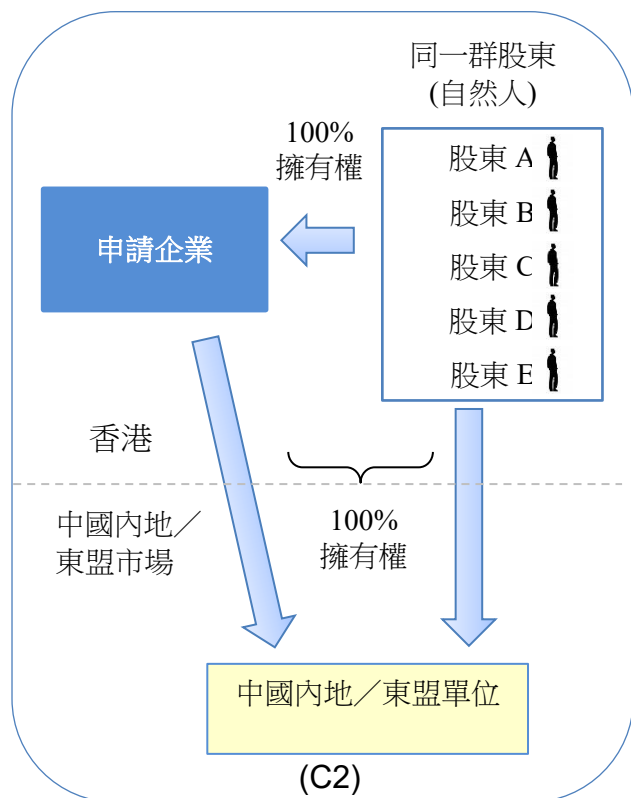 同一群股東
(自然人)
100%
擁有權
股東 A
股東 B
申請企業
股東 C
股東 D
股東 E
香港
中國內地／
東盟市場
100%
擁有權
中國內地／東盟單位
(C2)